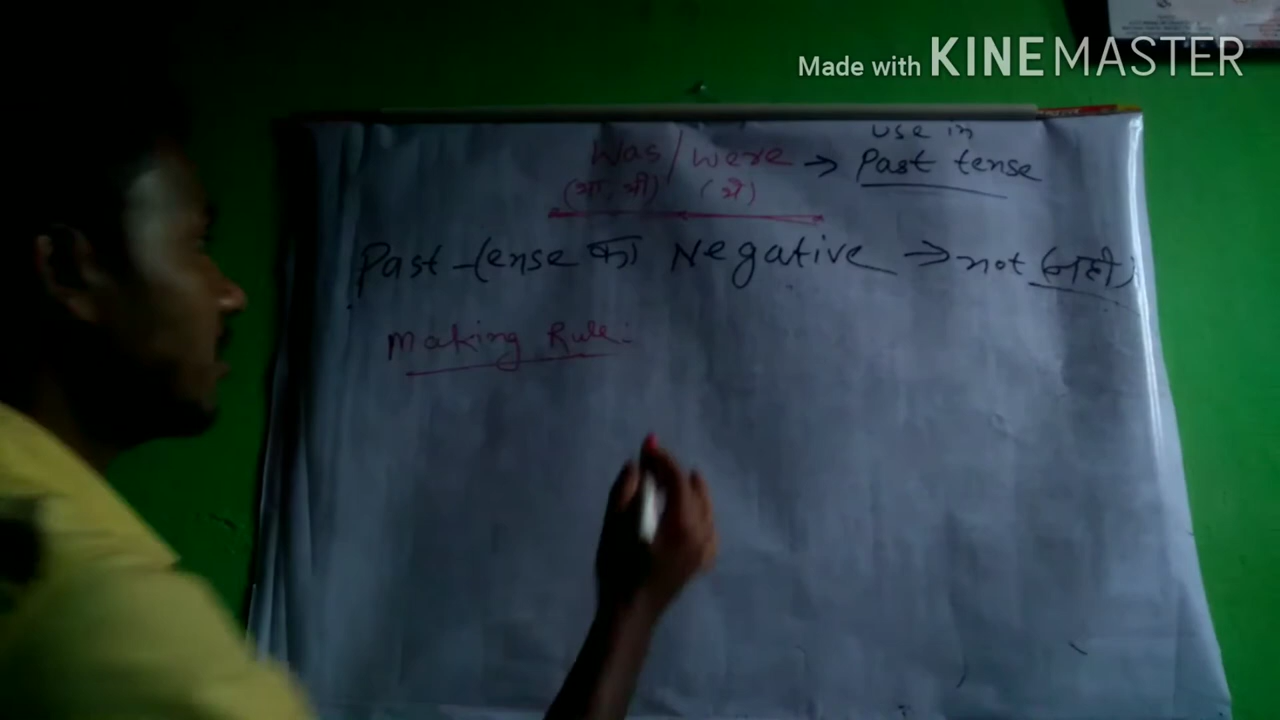 Made with KINEMASTER
use in
Was / Were → Past tense
(था, थी) (थे)
Past tense का Negative → not (नहीं)
Making Rule: